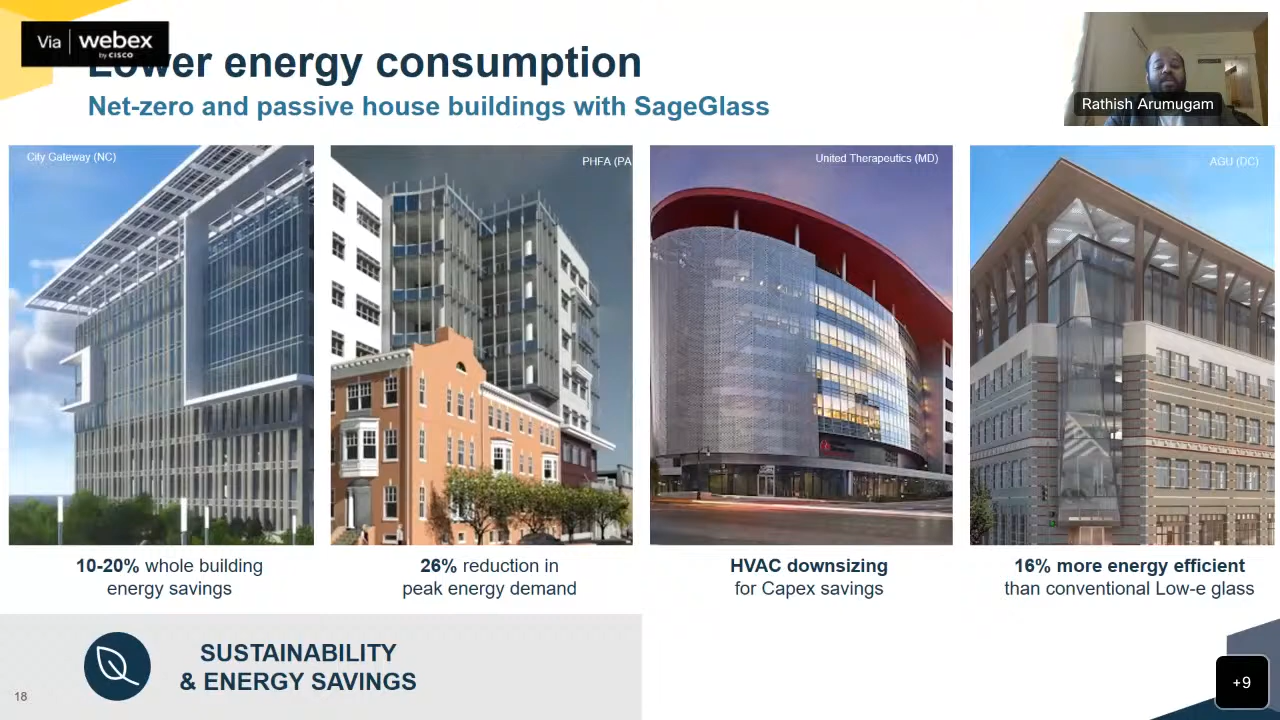 Via webex
by CISCO
Lower energy consumption
Net-zero and passive house buildings with SageGlass
Rathish Arumugam
City Gateway (NC)
PHFA (PA
United Therapeutics (MD)
AGU (DC)
10-20% whole building
energy savings
26% reduction in
peak energy demand
HVAC downsizing
for Capex savings
16% more energy efficient
than conventional Low-e glass
SUSTAINABILITY
& ENERGY SAVINGS
18
+9